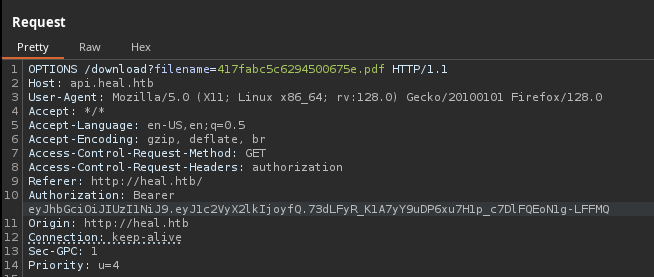 Request
Pretty Raw Hex
1 OPTIONS /download?filename=417fabc5c6294500675e.pdf HTTP/1.1
2 Host: api.heal.htb
3 User-Agent: Mozilla/5.0 (X11; Linux x86_64; rv:128.0) Gecko/20100101 Firefox/128.0
4 Accept: */*
5 Accept-Language: en-US,en;q=0.5
6 Accept-Encoding: gzip, deflate, br
7 Access-Control-Request-Method: GET
8 Access-Control-Request-Headers: authorization
9 Referer: http://heal.htb/
10 Authorization: Bearer
eyJhbGciOiJIUzI1NiJ9.eyJ1c2VyX2lkIjoyfQ.73dLFyR_K1A7yY9uDP6xu7H1p_c7DlFQEoN1g-LFFMQ
11 Origin: http://heal.htb
12 Connection: keep-alive
13 Sec-GPC: 1
14 Priority: u=4
15